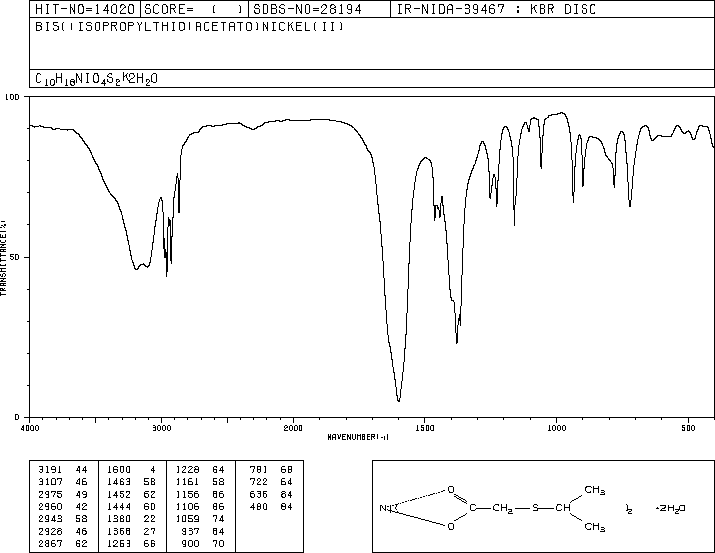 HIT-NO=14020 SCORE= ( ) SDBS-NO=28194 IR-NIDA-39467 : KBR DISC
BIS((ISOPROPYLTHIO)ACETATO)NICKEL(II)
C10H18NIO4S2K2H2O
100
50
0
TRANSMITTANCE(%)
4000 3000 2000 1500 1000 500
WAVENUMBER(-1)
3191 44 1600 4 1228 64 781 68
3107 46 1463 58 1161 58 722 64
2975 49 1452 62 1156 86 636 84
2960 42 1444 60 1106 86 480 84
2943 58 1380 22 1059 74
2928 46 1368 27 937 84
2867 62 1253 66 900 70
O CH3
Ni C CH2 S CH )2 ·2H2O
O CH3